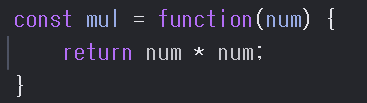 const mul = function(num) {
    return num * num;
}